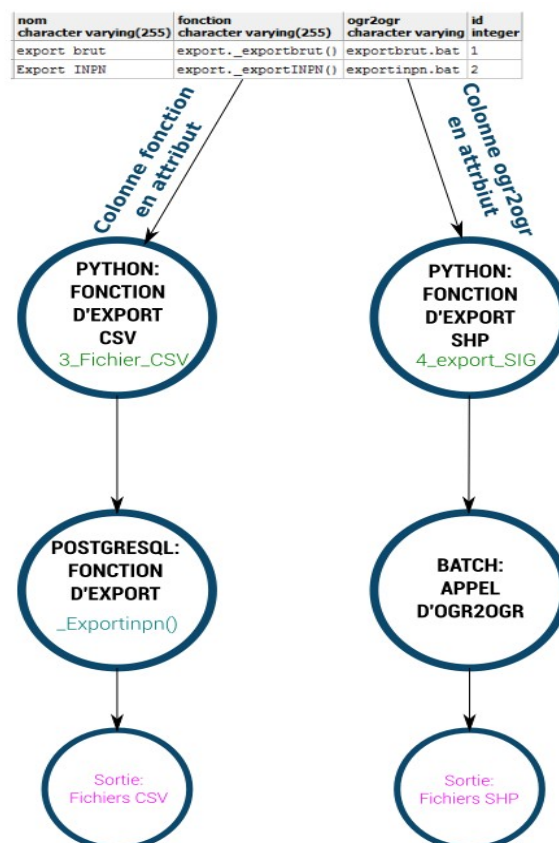 nom fonction ogr2ogr id
character varying(255) character varying(255) character varying integer
export brut export._exportbrut() exportbrut.bat 1
Export INPN export._exportINPN() exportinpn.bat 2
Colonne fonction
en attribut
Colonne ogr2ogr
en attrbiut
PYTHON:
FONCTION
D'EXPORT
CSV
3_Fichier_CSV
PYTHON:
FONCTION
D'EXPORT
SHP
4_export_SIG
POSTGRESQL:
FONCTION
D'EXPORT
_Exportinpn()
BATCH:
APPEL
D'OGR2OGR
Sortie:
Fichiers CSV
Sortie:
Fichiers SHP